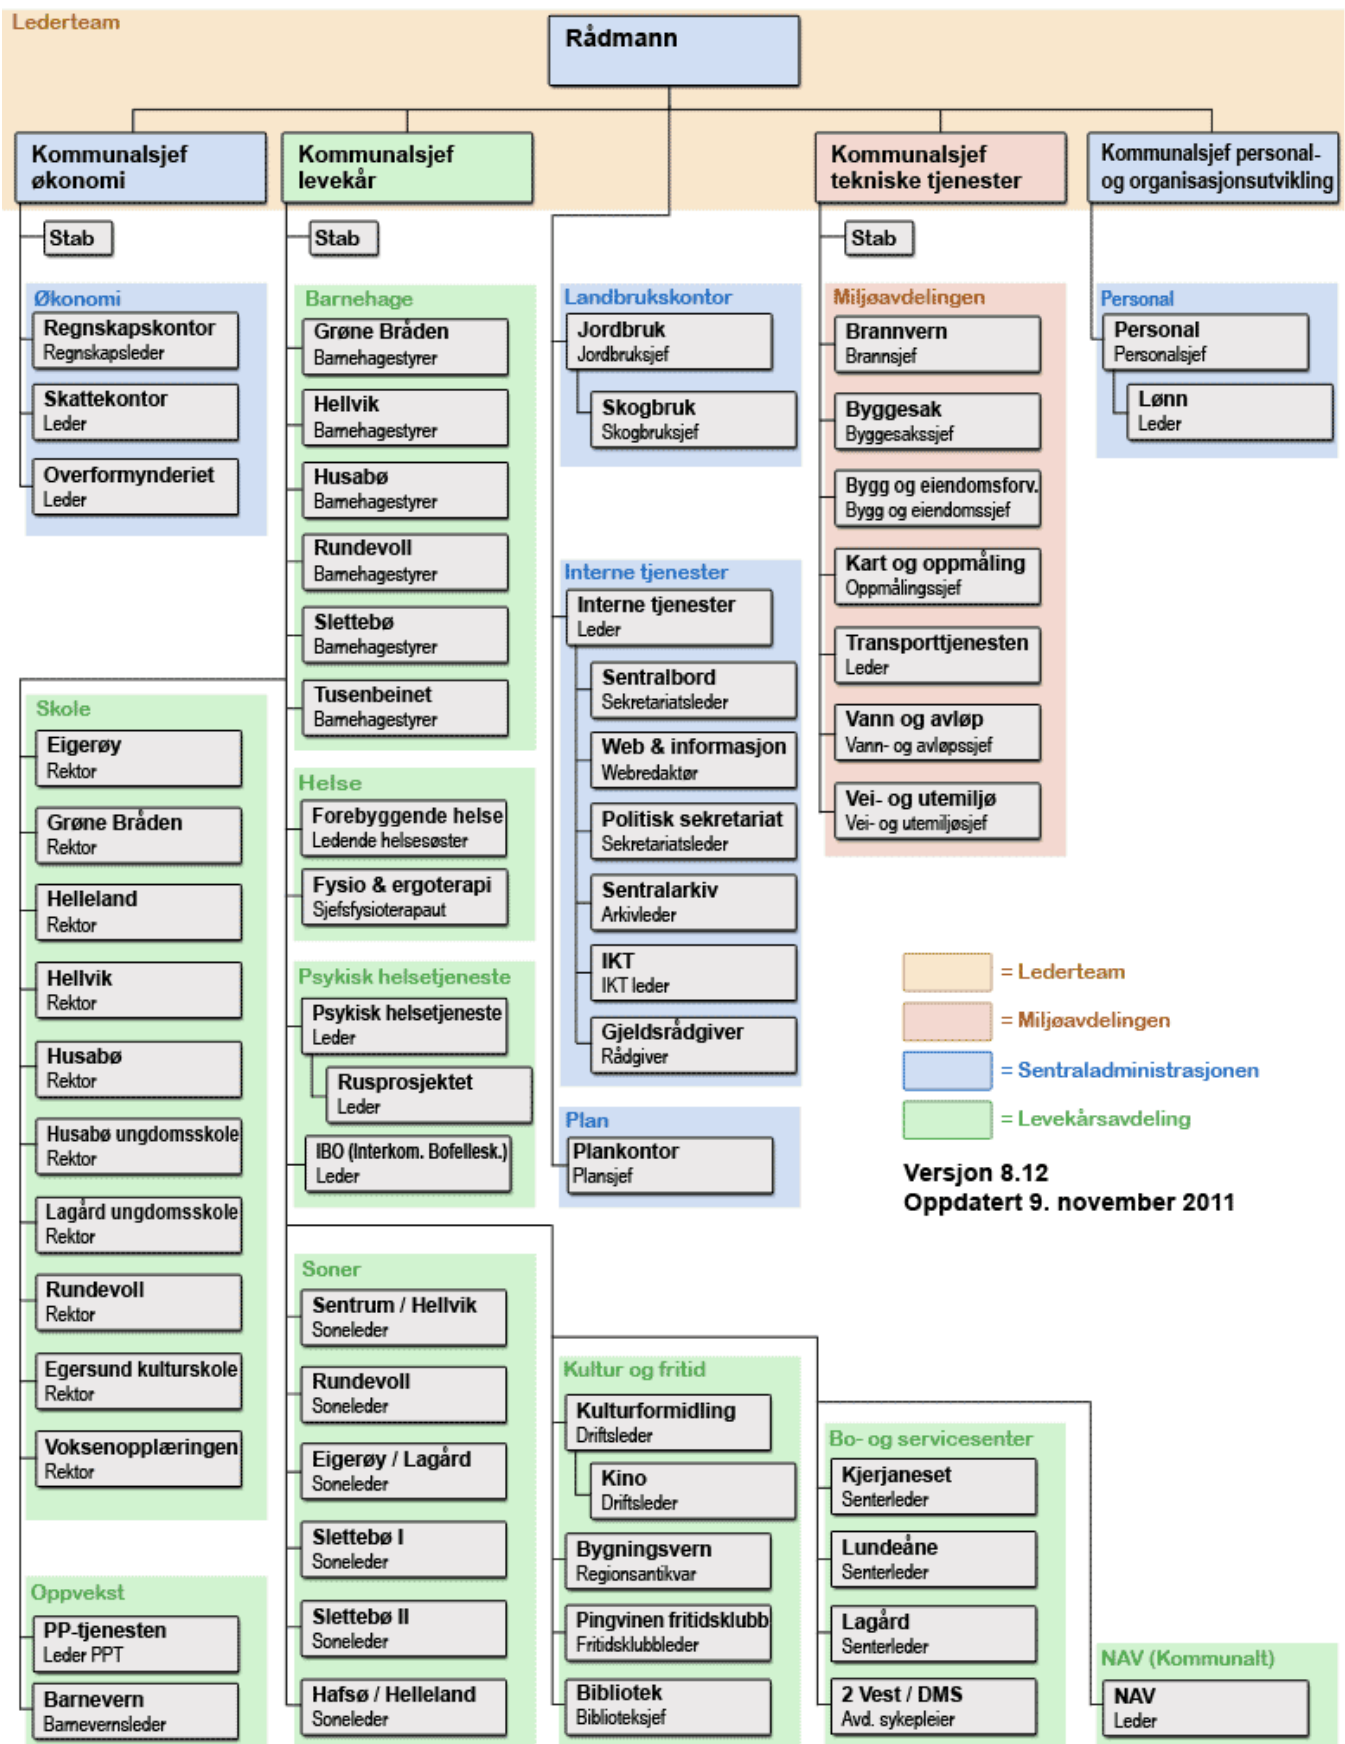 Lederteam
Rådmann
Kommunalsjef
økonomi
Kommunalsjef
levekår
Kommunalsjef
tekniske tjenester
Kommunalsjef personal-
og organisasjonsutvikling
Stab
Stab
Stab
Økonomi
Regnskapskontor
Regnskapsleder
Skattekontor
Leder
Overformynderiet
Leder
Barnehage
Grøne Bråden
Barnehagestyrer
Hellvik
Barnehagestyrer
Husabø
Barnehagestyrer
Rundevoll
Barnehagestyrer
Slettebø
Barnehagestyrer
Tusenbeinet
Barnehagestyrer
Landbrukskontor
Jordbruk
Jordbruksjef
Skogbruk
Skogbruksjef
Miljøavdelingen
Brannvern
Brannsjef
Byggesak
Byggesakssjef
Bygg og eiendomsforv.
Bygg og eiendomssjef
Kart og oppmåling
Oppmålingssjef
Transporttjenesten
Leder
Vann og avløp
Vann- og avløpssjef
Vei- og utemiljø
Vei- og utemiljøsjef
Personal
Personal
Personalsjef
Lønn
Leder
Interne tjenester
Interne tjenester
Leder
Sentralbord
Sekretariatsleder
Web & informasjon
Webredaktør
Politisk sekretariat
Sekretariatsleder
Sentralarkiv
Arkivleder
IKT
IKT leder
Gjeldsrådgiver
Rådgiver
Plan
Plankontor
Plansjef
Skole
Eigerøy
Rektor
Grøne Bråden
Rektor
Helleland
Rektor
Hellvik
Rektor
Husabø
Rektor
Husabø ungdomsskole
Rektor
Lagård ungdomsskole
Rektor
Rundevoll
Rektor
Egersund kulturskole
Rektor
Voksenopplæringen
Rektor
Helse
Forebyggende helse
Ledende helsesøster
Fysio & ergoterapi
Sjefsfysioterapaut
Psykisk helsetjeneste
Psykisk helsetjeneste
Leder
Rusprosjektet
Leder
IBO (Interkom. Bofellesk.)
Leder
= Lederteam
= Miljøavdelingen
= Sentraladministrasjonen
= Levekårsavdeling
Versjon 8.12
Oppdatert 9. november 2011
Oppvekst
PP-tjenesten
Leder PPT
Barnevern
Barnevernsleder
Soner
Sentrum / Hellvik
Soneleder
Rundevoll
Soneleder
Eigerøy / Lagård
Soneleder
Slettebø I
Soneleder
Slettebø II
Soneleder
Hafsø / Helleland
Soneleder
Kultur og fritid
Kulturformidling
Driftsleder
Kino
Driftsleder
Bygningsvern
Regionsantikvar
Pingvinen fritidsklubb
Fritidsklubbleder
Bibliotek
Biblioteksjef
Bo- og servicesenter
Kjerjaneset
Senterleder
Lundeåne
Senterleder
Lagård
Senterleder
2 Vest / DMS
Avd. sykepleier
NAV (Kommunalt)
NAV
Leder